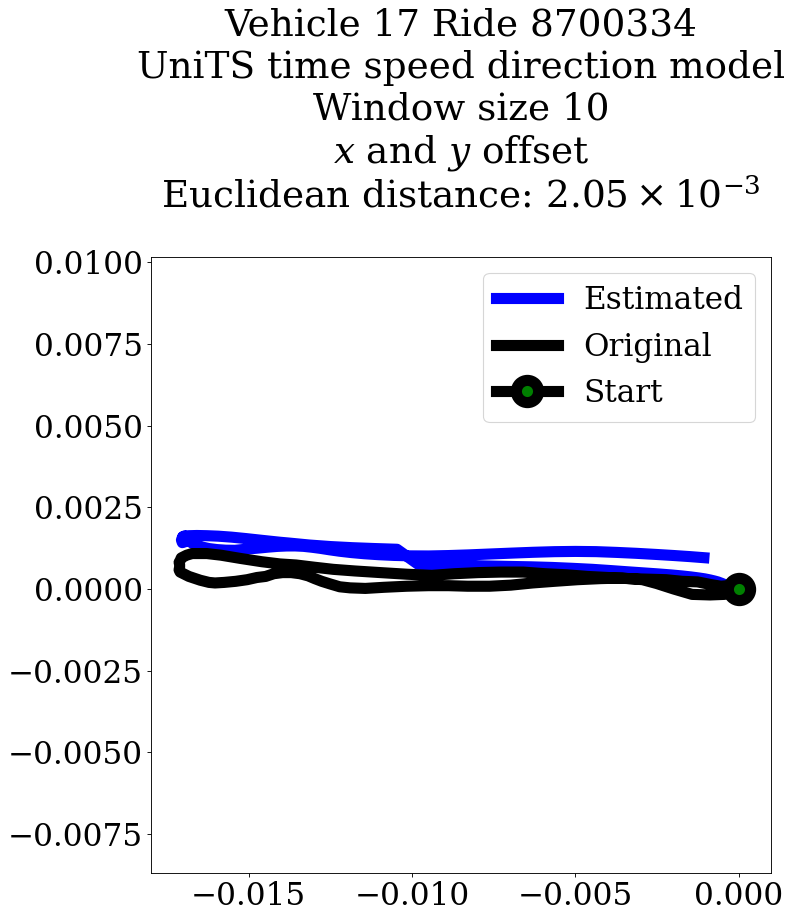 Vehicle 17 Ride 8700334
UniTS time speed direction model
Window size 10
x and y offset
Euclidean distance: 2.05 × 10⁻³
0.0100
0.0075
0.0050
0.0025
0.0000
−0.0025
−0.0050
−0.0075
Estimated
Original
Start
−0.015 −0.010 −0.005 0.000